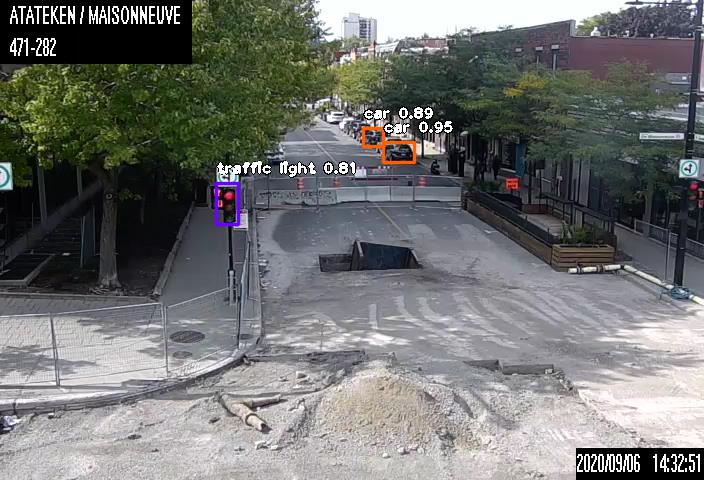 ATATEKEN / MAISONNEUVE
471-282
car 0.89
car 0.95
traffic light 0.81
2020/09/06 14:32:51